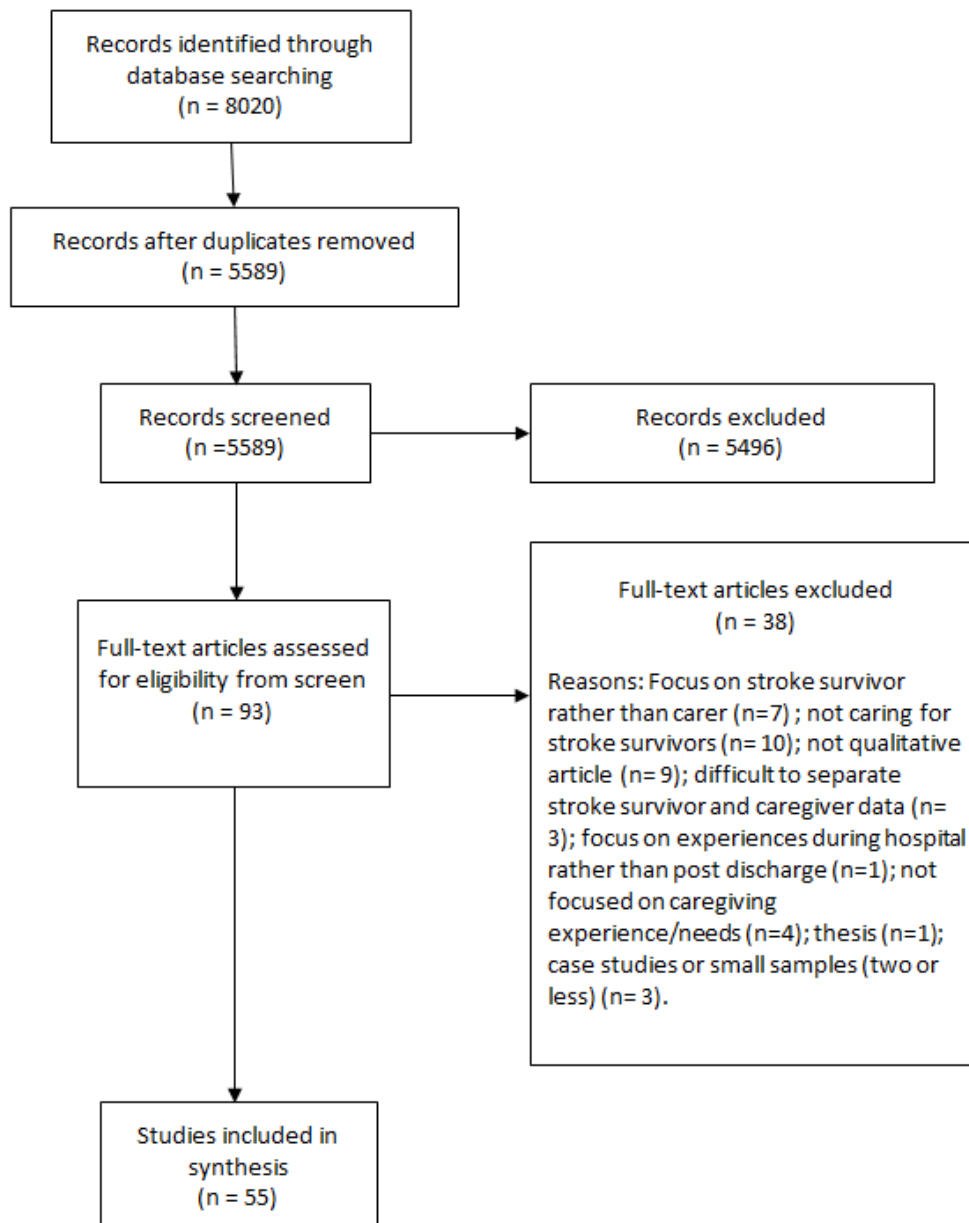 Records identified through
database searching
(n = 8020)
Records after duplicates removed
(n = 5589)
Records screened
(n =5589)
Records excluded
(n = 5496)
Full-text articles assessed
for eligibility from screen
(n = 93)
Full-text articles excluded
(n = 38)
Reasons: Focus on stroke survivor
rather than carer (n=7) ; not caring for
stroke survivors (n= 10); not qualitative
article (n= 9); difficult to separate
stroke survivor and caregiver data (n=
3); focus on experiences during hospital
rather than post discharge (n=1); not
focused on caregiving
experience/needs (n=4); thesis (n=1);
case studies or small samples (two or
less) (n= 3).
Studies included in
synthesis
(n = 55)